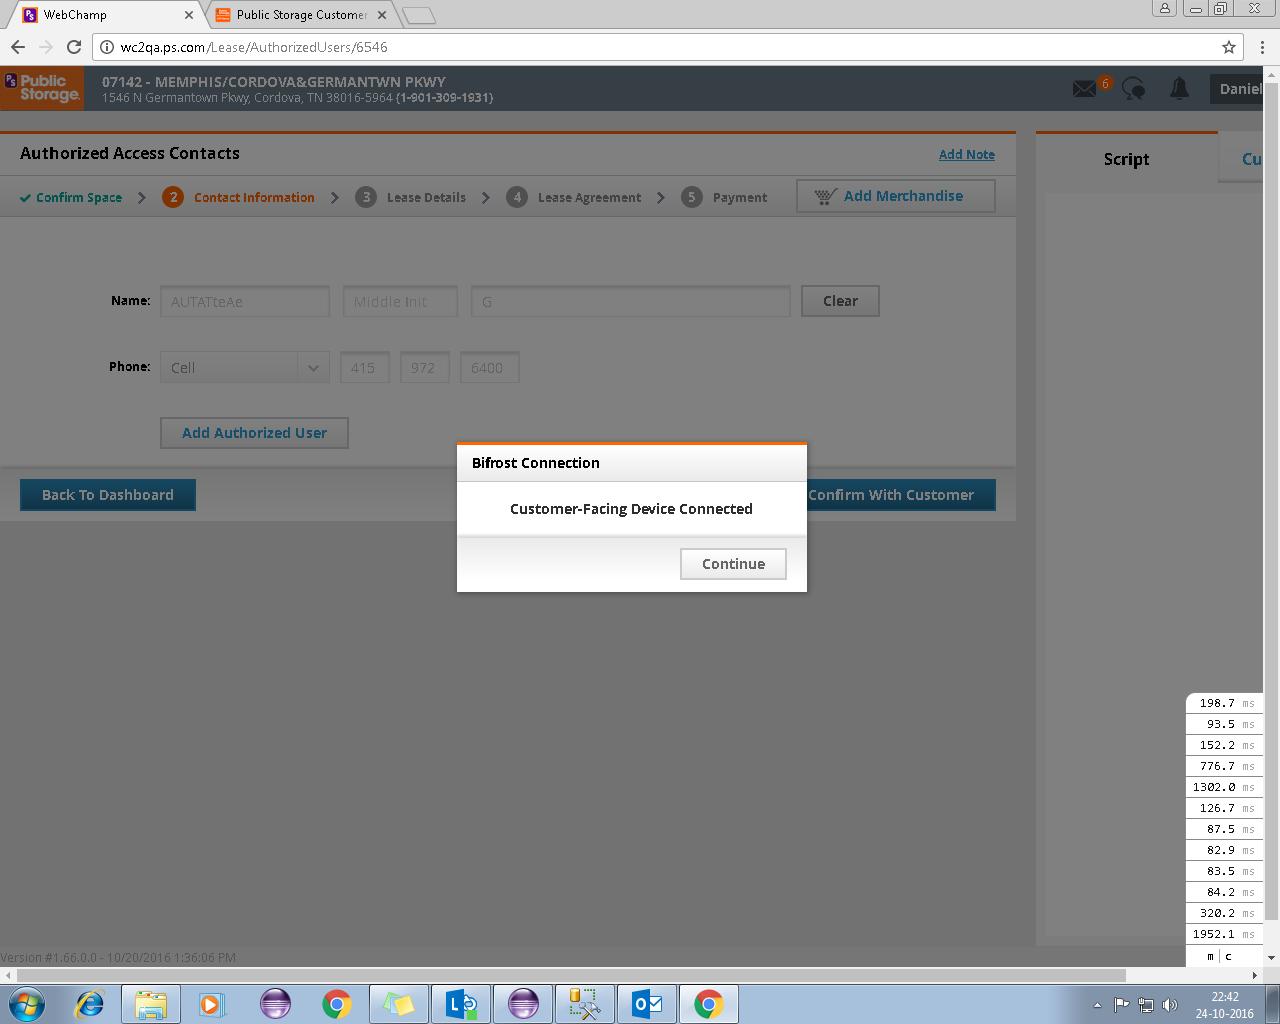 WebChamp
Public Storage Customer
wc2qa.ps.com/Lease/AuthorizedUsers/6546
PS Public Storage.
07142 - MEMPHIS/CORDOVA&GERMANTWN PKWY
1546 N Germantown Pkwy, Cordova, TN 38016-5964 (1-901-309-1931)
6
Daniel
Authorized Access Contacts
Add Note
Script
Cu
Confirm Space
2 Contact Information
3 Lease Details
4 Lease Agreement
5 Payment
Add Merchandise
Name:
AUTATteAe
Middle Init
G
Clear
Phone:
Cell
415
972
6400
Add Authorized User
Back To Dashboard
Confirm With Customer
Bifrost Connection
Customer-Facing Device Connected
Continue
198.7 ms
93.5 ms
152.2 ms
776.7 ms
1302.0 ms
126.7 ms
87.5 ms
82.9 ms
83.5 ms
84.2 ms
320.2 ms
1952.1 ms
m | c
Version #1.66.0.0 - 10/20/2016 1:36:06 PM
22:42
24-10-2016